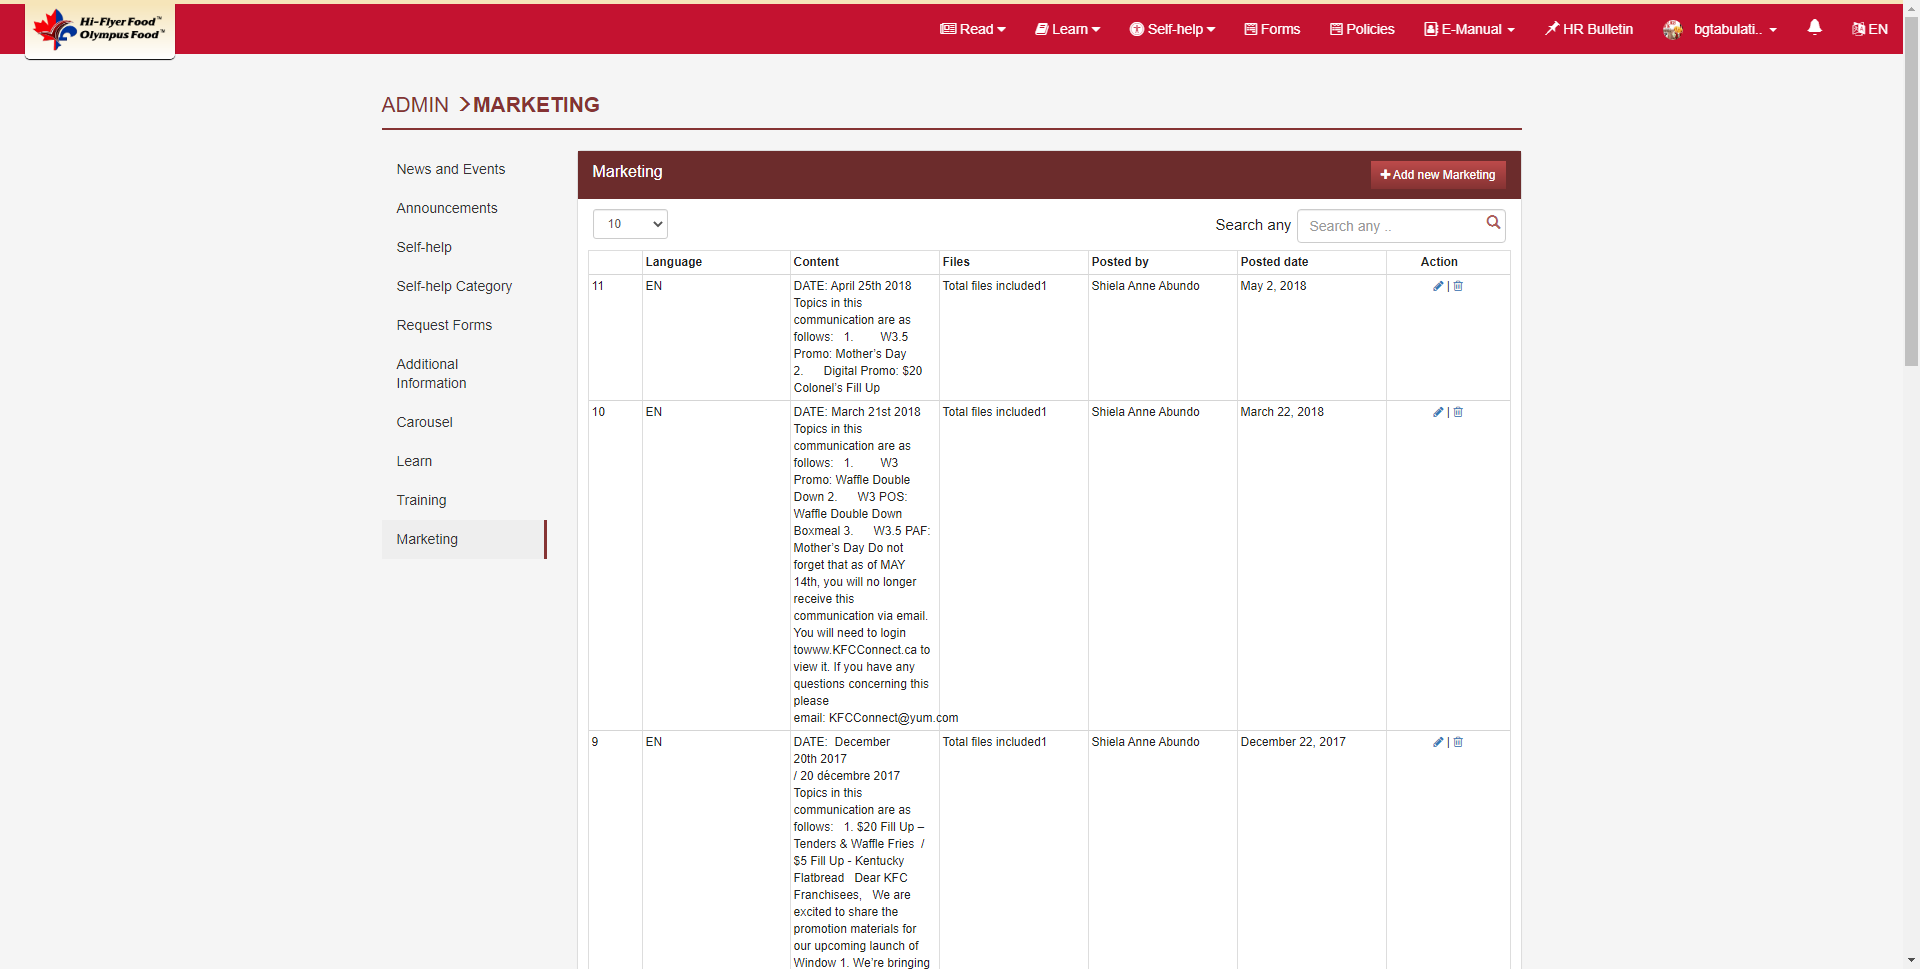 Hi-Flyer Food™
Olympus Food™
Read
Learn
Self-help
Forms
Policies
E-Manual
HR Bulletin
bgtabulati..
EN
ADMIN >MARKETING
News and Events
Announcements
Self-help
Self-help Category
Request Forms
Additional
Information
Carousel
Learn
Training
Marketing
Marketing
Add new Marketing
10
Search any
Search any ..
Language Content Files Posted by Posted date Action
11 EN DATE: April 25th 2018 Total files included1 Shiela Anne Abundo May 2, 2018 |
Topics in this
communication are as
follows: 1. W3.5
Promo: Mother’s Day
2. Digital Promo: $20
Colonel’s Fill Up
10 EN DATE: March 21st 2018 Total files included1 Shiela Anne Abundo March 22, 2018 |
Topics in this
communication are as
follows: 1. W3
Promo: Waffle Double
Down 2. W3 POS:
Waffle Double Down
Boxmeal 3. W3.5 PAF:
Mother’s Day Do not
forget that as of MAY
14th, you will no longer
receive this
communication via email.
You will need to login
towww.KFCConnect.ca to
view it. If you have any
questions concerning this
please
email: KFCConnect@yum.com
9 EN DATE: December Total files included1 Shiela Anne Abundo December 22, 2017 |
20th 2017
/ 20 décembre 2017
Topics in this
communication are as
follows: 1. $20 Fill Up –
Tenders & Waffle Fries /
$5 Fill Up - Kentucky
Flatbread Dear KFC
Franchisees, We are
excited to share the
promotion materials for
our upcoming launch of
Window 1. We’re bringing